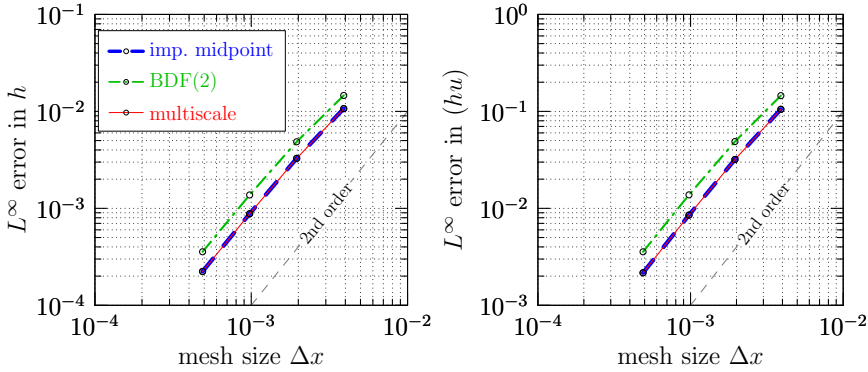 10^{-1}
10^{-2}
10^{-3}
10^{-4}
L^∞ error in h
imp. midpoint
BDF(2)
multiscale
2nd order
10^{-4}
10^{-3}
10^{-2}
mesh size Δx
10^{0}
10^{-1}
10^{-2}
10^{-3}
L^∞ error in (hu)
2nd order
10^{-4}
10^{-3}
10^{-2}
mesh size Δx